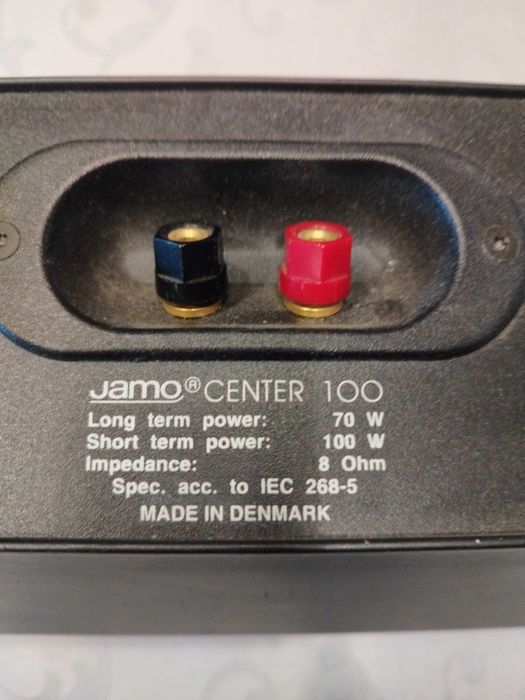 Jamo® CENTER 100
Long term power: 70 W
Short term power: 100 W
Impedance: 8 Ohm
Spec. acc. to IEC 268-5
MADE IN DENMARK